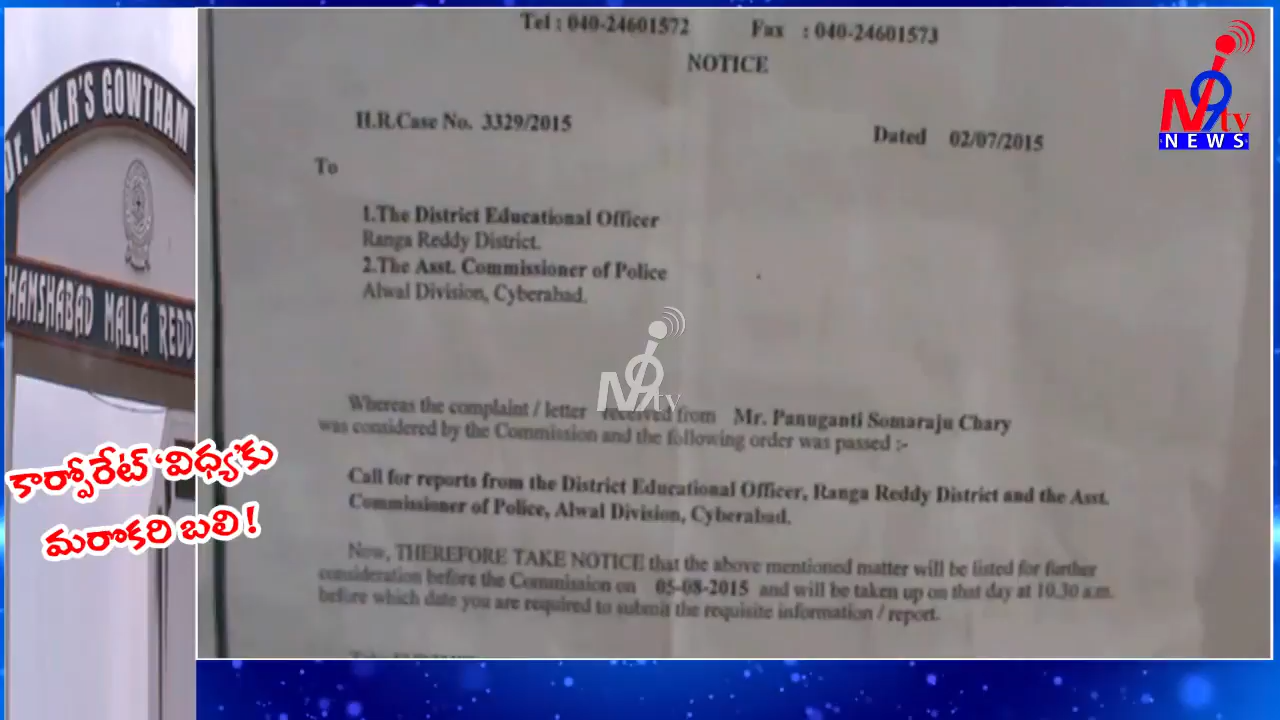 Dr. K.K.R'S GOWTHAM
SHAMSHABAD MALLA REDD
కార్పోరేట్ 'విధ్య'కు
మరొకరి బలి!
Tel : 040-24601572 Fax : 040-24601573
NOTICE
H.R.Case No. 3329/2015
Dated 02/07/2015
To
1.The District Educational Officer
Ranga Reddy District.
2.The Asst. Commissioner of Police
Alwal Division, Cyberabad.
Whereas the complaint / letter received from Mr. Panuganti Somaraju Chary
was considered by the Commission and the following order was passed :-
Call for reports from the District Educational Officer, Ranga Reddy District and the Asst.
Commissioner of Police, Alwal Division, Cyberabad.
Now, THEREFORE TAKE NOTICE that the above mentioned matter will be listed for further
consideration before the Commission on 05-08-2015 and will be taken up on that day at 10.30 a.m.
before which date you are required to submit the requisite information / report.
N9tv
NEWS
N9tv